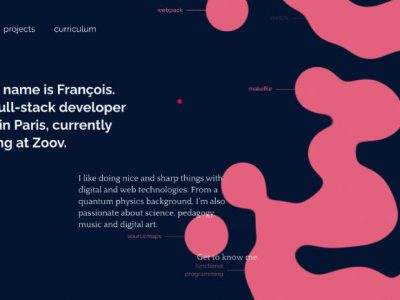 webpack
projects curriculum
name is François.
ull-stack developer
in Paris, currently
ng at Zoov.
makefile
I like doing nice and sharp things with
digital and web technologies. From a
quantum physics background. I'm also
passionate about science, pedagogy,
music and digital art.
sourcemaps
Get to know me.
functional
programming